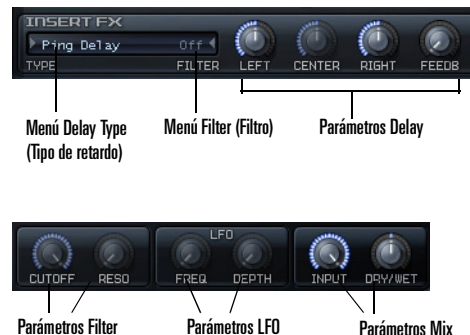 INSERT FX
Ping Delay Off
TYPE FILTER LEFT CENTER RIGHT FEEDB
Menú Delay Type
(Tipo de retardo)
Menú Filter (Filtro)
Parámetros Delay
LFO
CUTOFF RESO FREQ DEPTH INPUT DRY/WET
Parámetros Filter
Parámetros LFO
Parámetros Mix